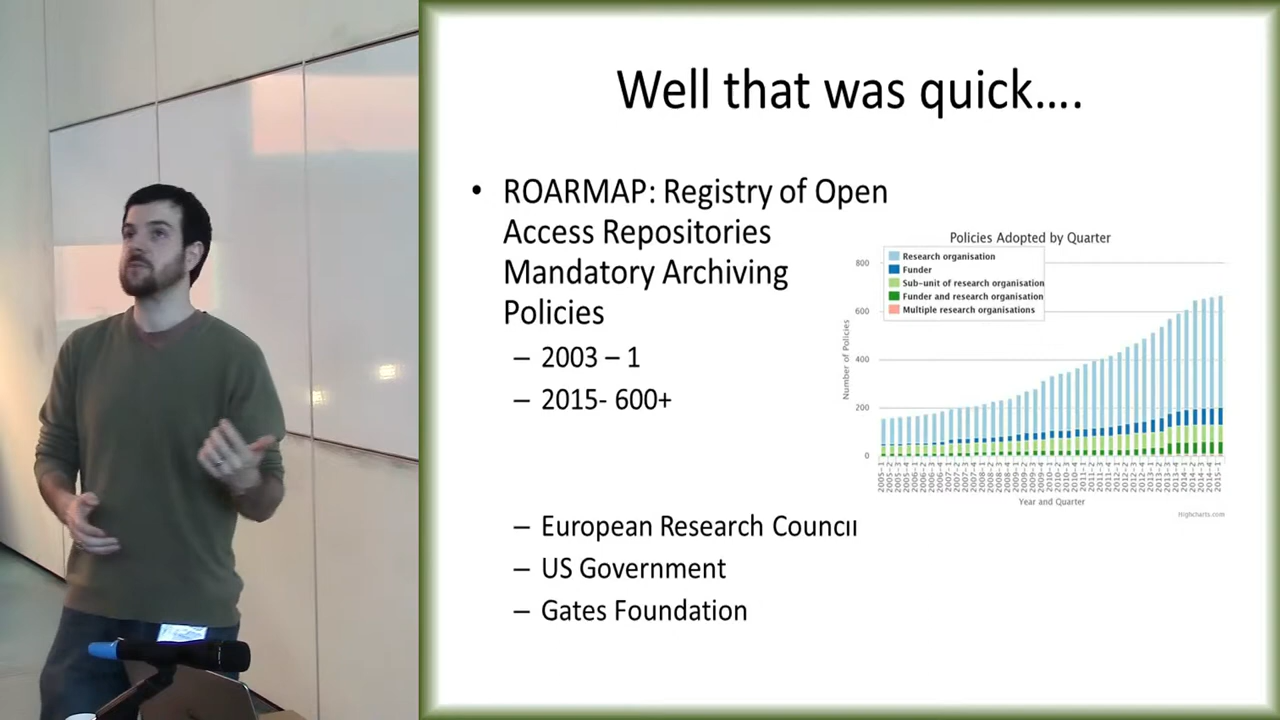 Well that was quick....
• ROARMAP: Registry of Open
Access Repositories
Mandatory Archiving
Policies
– 2003 – 1
– 2015- 600+
– European Research Council
– US Government
– Gates Foundation
Policies Adopted by Quarter
Research organisation
Funder
Sub-unit of research organisation
Funder and research organisation
Multiple research organisations
Number of Policies
800
600
400
200
0
Year and Quarter
Highcharts.com